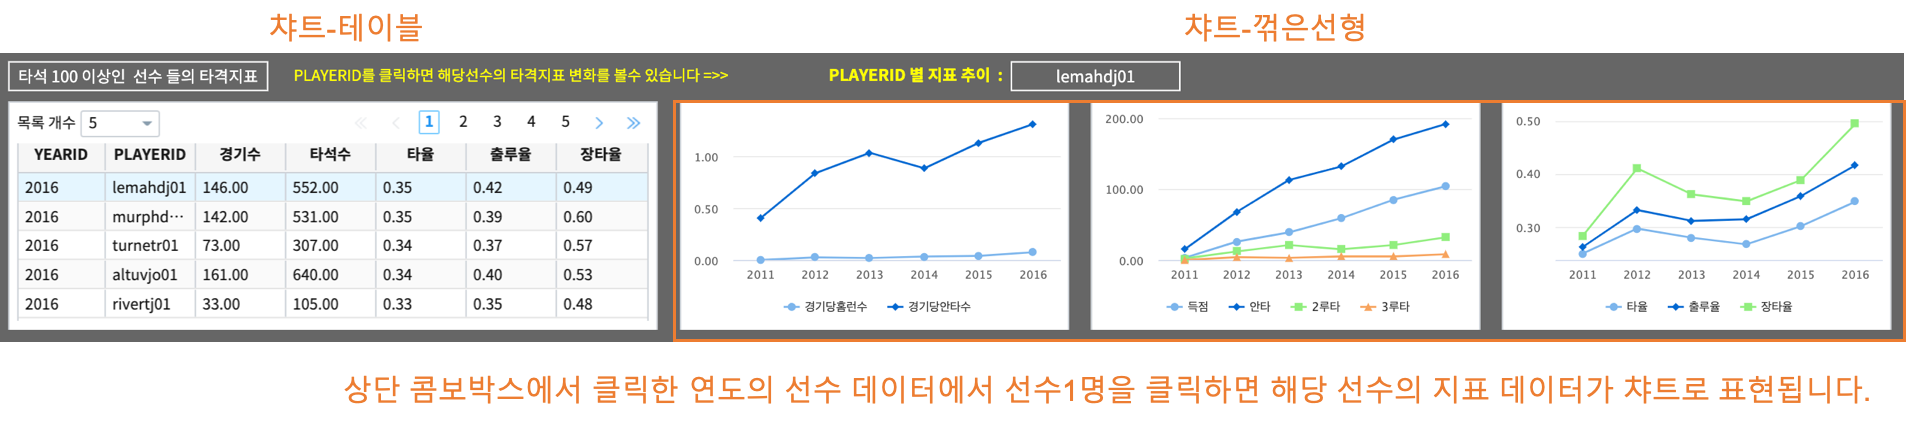 챠트-테이블
챠트-꺾은선형
타석 100 이상인  선수 들의 타격지표
PLAYERID를 클릭하면 해당선수의 타격지표 변화를 볼수 있습니다 =>>
PLAYERID 별 지표 추이 :
lemahdj01
목록 개수 5
1 2 3 4 5
YEARID PLAYERID 경기수 타석수 타율 출루율 장타율
2016 lemahdj01 146.00 552.00 0.35 0.42 0.49
2016 murphd··· 142.00 531.00 0.35 0.39 0.60
2016 turnetr01 73.00 307.00 0.34 0.37 0.57
2016 altuvjo01 161.00 640.00 0.34 0.40 0.53
2016 rivertj01 33.00 105.00 0.33 0.35 0.48
1.00
0.50
0.00
2011 2012 2013 2014 2015 2016
경기당홈런수 경기당안타수
200.00
100.00
0.00
2011 2012 2013 2014 2015 2016
득점 안타 2루타 3루타
0.50
0.40
0.30
2011 2012 2013 2014 2015 2016
타율 출루율 장타율
상단 콤보박스에서 클릭한 연도의 선수 데이터에서 선수1명을 클릭하면 해당 선수의 지표 데이터가 챠트로 표현됩니다.